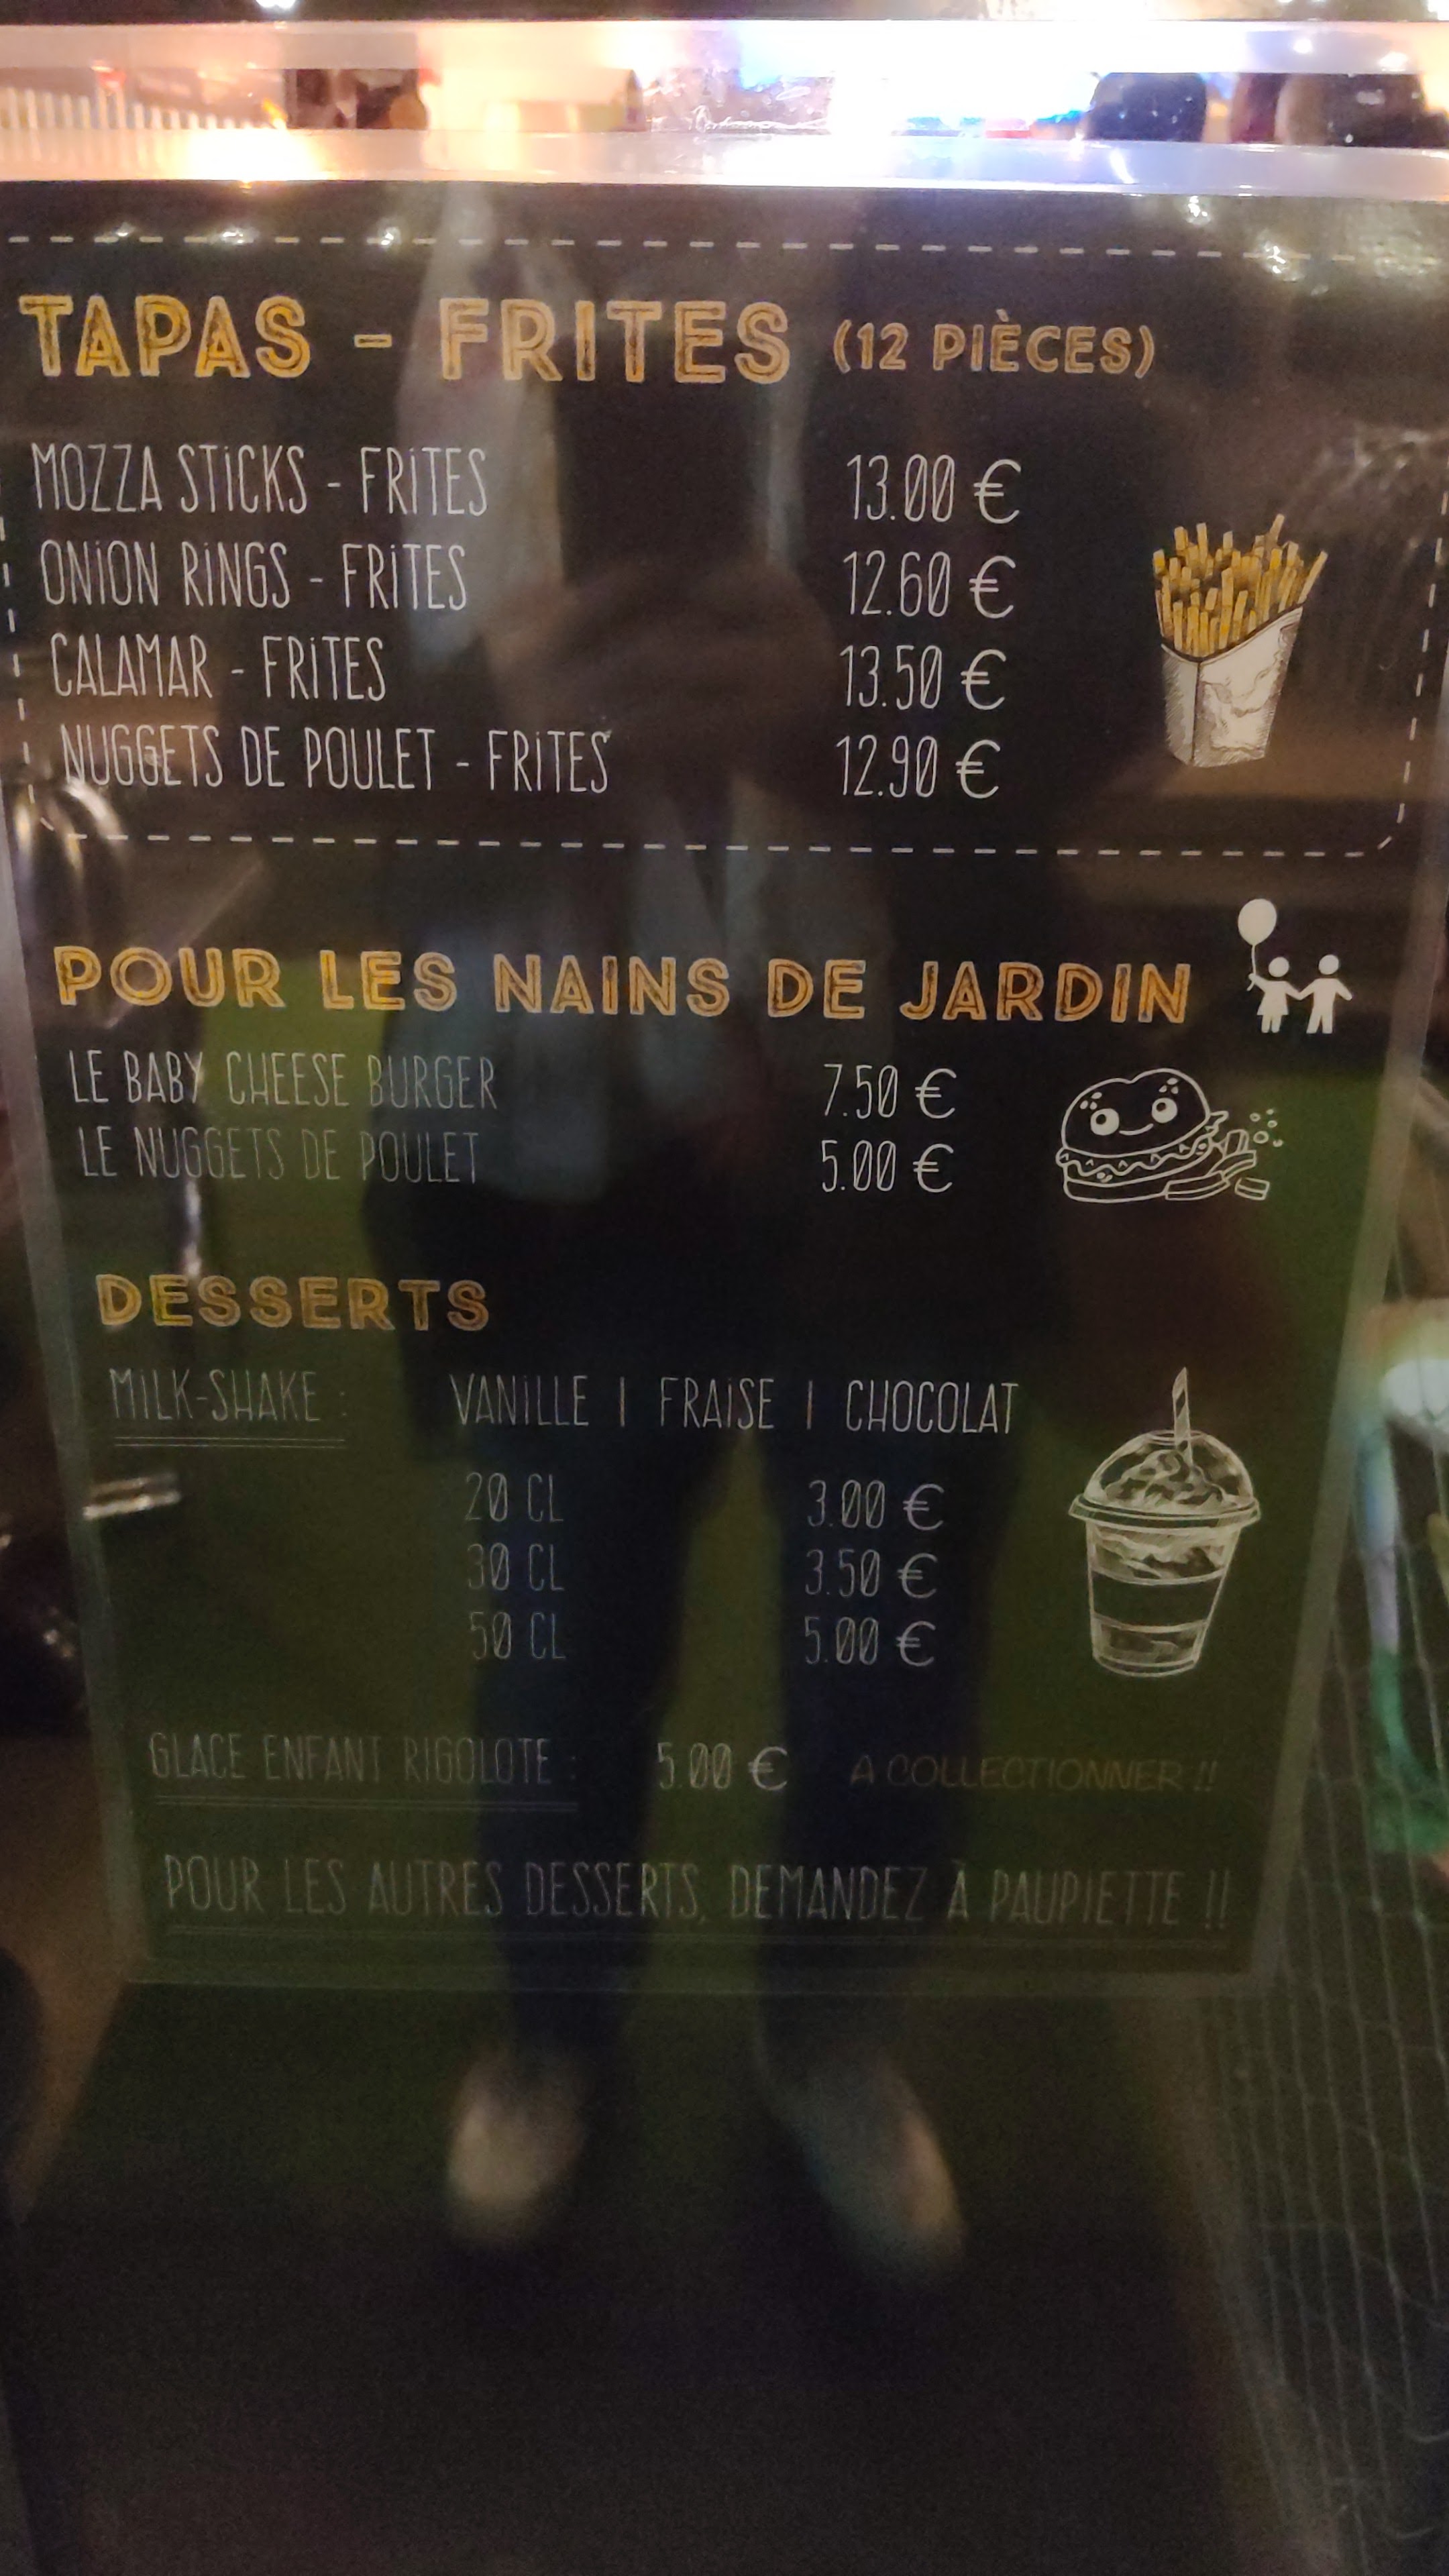 TAPAS - FRITES (12 PIÈCES)
MOZZA STICKS - FRITES 13.00 €
ONION RINGS - FRITES 12.60 €
CALAMAR - FRITES 13.50 €
NUGGETS DE POULET - FRITES 12.90 €
POUR LES NAINS DE JARDIN
LE BABY CHEESE BURGER 7.50 €
LE NUGGETS DE POULET 5.00 €
DESSERTS
MILK-SHAKE : VANILLE | FRAISE | CHOCOLAT
20 CL 3.00 €
30 CL 3.50 €
50 CL 5.00 €
GLACE ENFANT RIGOLOTE : 5.00 € A COLLECTIONNER !!
POUR LES AUTRES DESSERTS, DEMANDEZ À PAUPIETTE !!